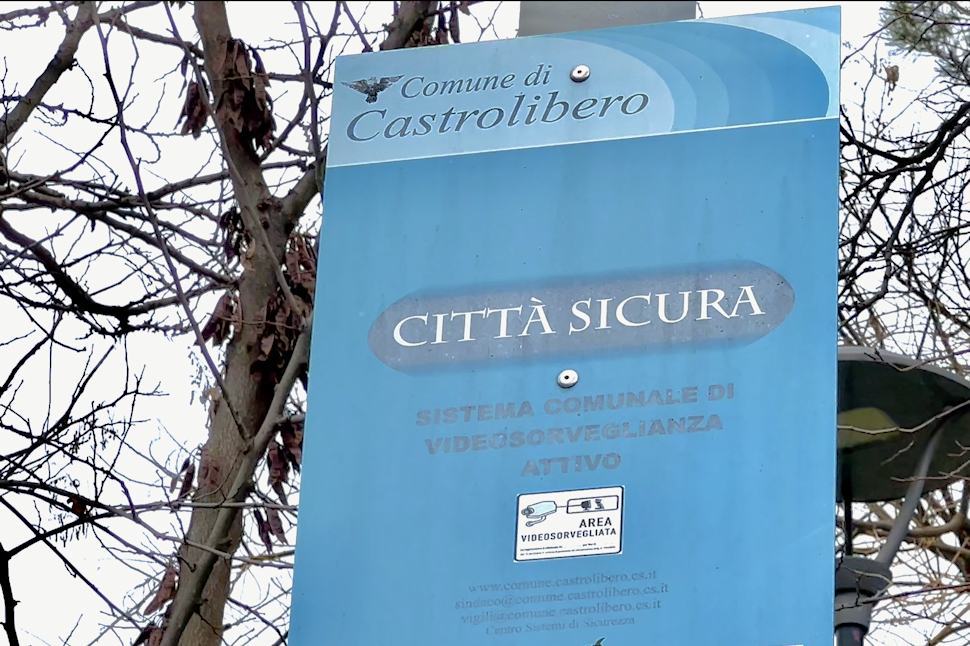 Comune di
Castrolibero
CITTÀ SICURA
SISTEMA COMUNALE DI
VIDEOSORVEGLIANZA
ATTIVO
AREA
VIDEOSORVEGLIATA
www.comune.castrolibero.cs.it
sindaco@comune.castrolibero.cs.it
vigili@comune.castrolibero.cs.it
Centro Sistemi di Sicurezza